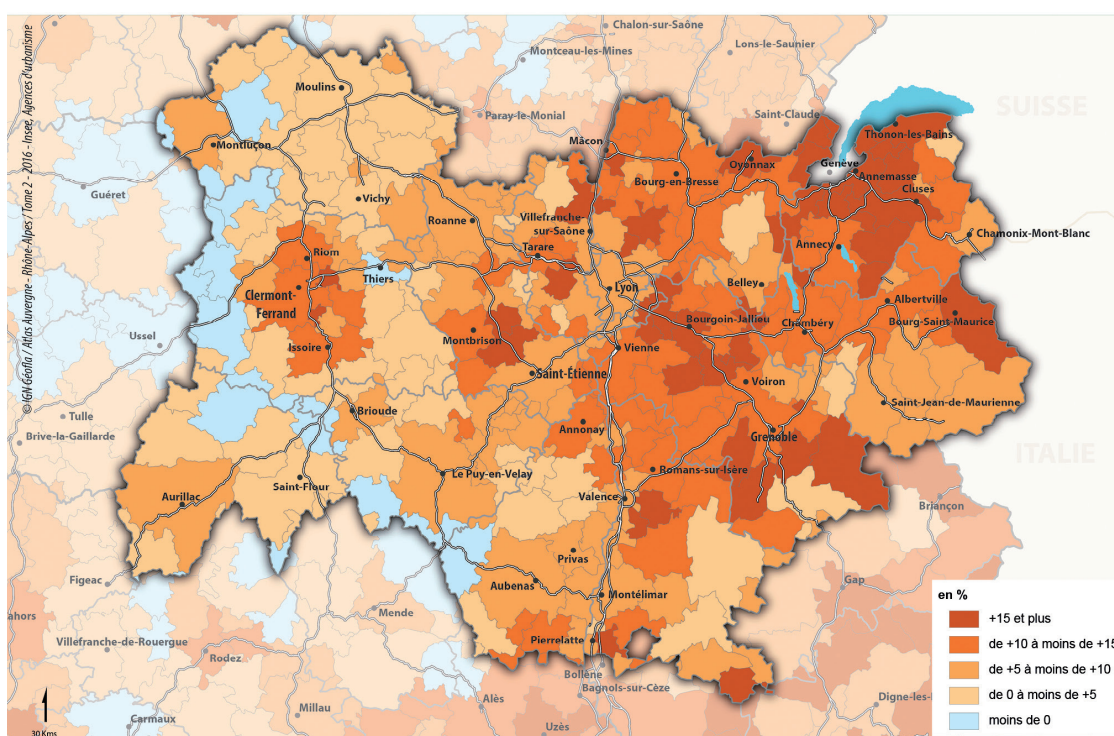 © IGN Géofla / Atlas Auvergne - Rhône-Alpes / Tome 2 - 2016 - Insee, Agences d'urbanisme
Chalon-sur-Saône
Montceau-les-Mines
Lons-le-Saunier
Paray-le-Monial
Saint-Claude
SUISSE
Moulins
Mâcon
Thonon-les-Bains
Montluçon
Oyonnax
Genève
Annemasse
Guéret
Bourg-en-Bresse
Cluses
Vichy
Roanne
Villefranche-
sur-Saône
Chamonix-Mont-Blanc
Tarare
Annecy
Riom
Thiers
Lyon
Belley
Clermont-
Ferrand
Albertville
Bourgoin-Jallieu
Chambéry
Bourg-Saint-Maurice
Ussel
Montbrison
Issoire
Vienne
Saint-Étienne
Voiron
Tulle
Brioude
Saint-Jean-de-Maurienne
Brive-la-Gaillarde
Annonay
Grenoble
ITALIE
Le Puy-en-Velay
Romans-sur-Isère
Saint-Flour
Aurillac
Valence
Briançon
Privas
Figeac
Aubenas
Montélimar
Gap
Mende
ahors
Villefranche-de-Rouergue
Pierrelatte
Rodez
Bollène
Bagnols-sur-Cèze
Alès
Millau
Digne-les-
Carmaux
Uzès
30 Kms
en %
+15 et plus
de +10 à moins de +15
de +5 à moins de +10
de 0 à moins de +5
moins de 0